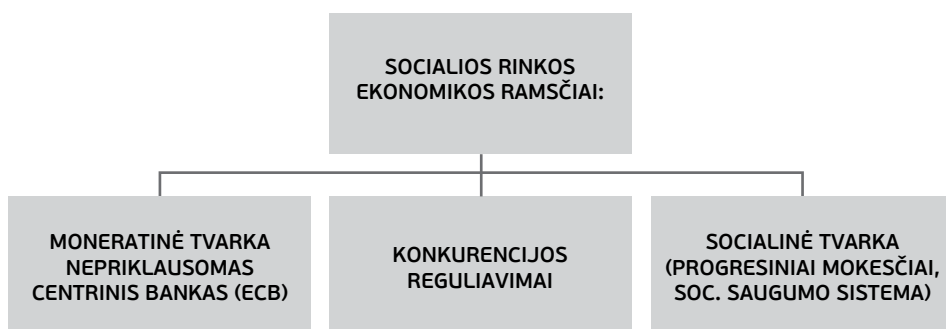 SOCIALIOS RINKOS
EKONOMIKOS RAMSČIAI:
MONERATINĖ TVARKA
NEPRIKLAUSOMAS
CENTRINIS BANKAS (ECB)
KONKURENCIJOS
REGULIAVIMAI
SOCIALINĖ TVARKA
(PROGRESINIAI MOKESČIAI,
SOC. SAUGUMO SISTEMA)